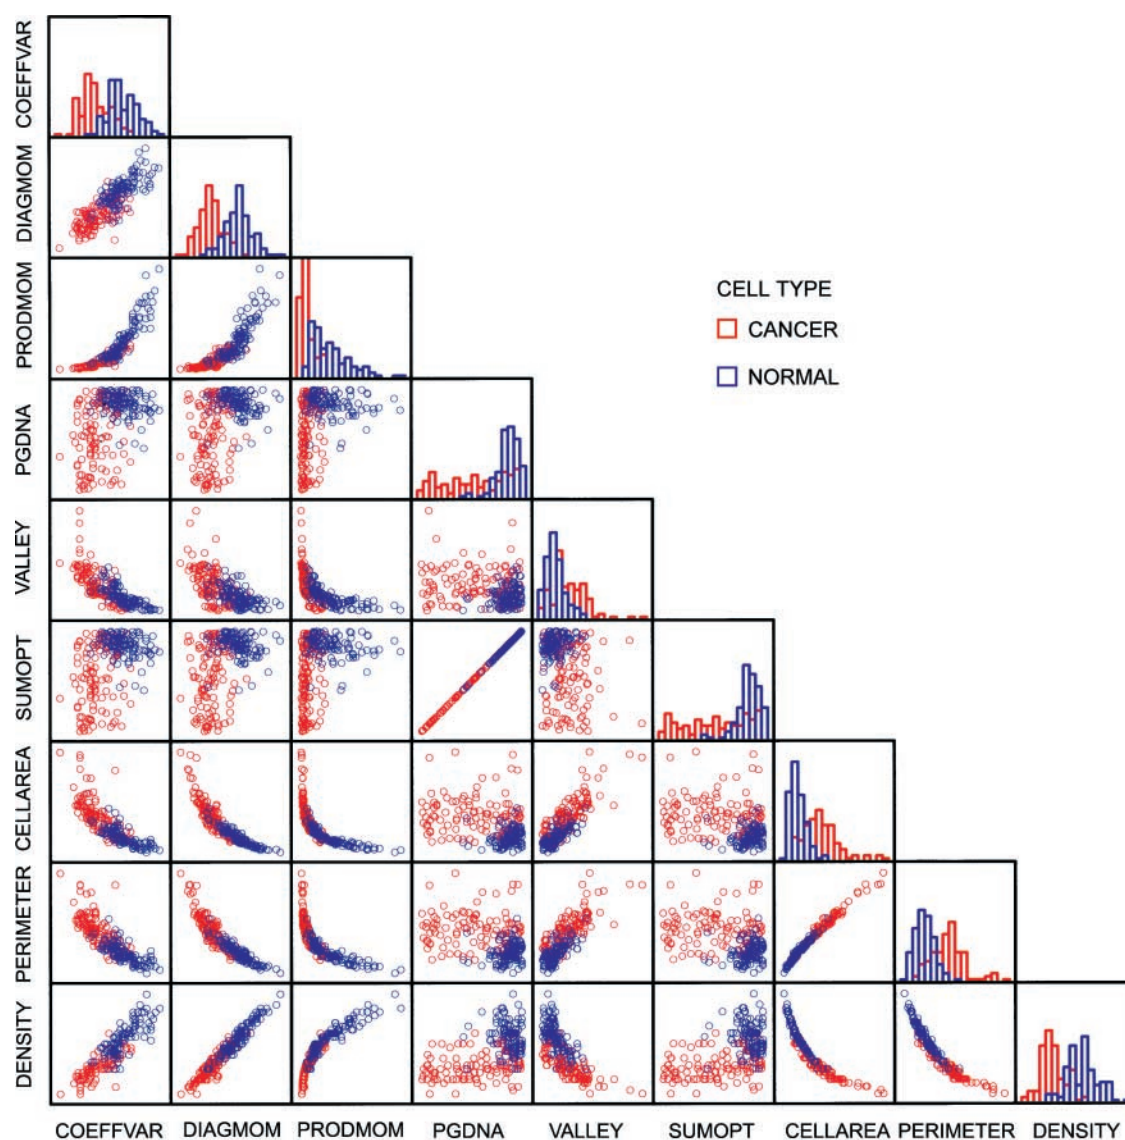 COEFFVAR
DIAGMOM
PRODMOM
PGDNA
VALLEY
SUMOPT
CELLAREA
PERIMETER
DENSITY
CELL TYPE
CANCER
NORMAL
COEFFVAR DIAGMOM PRODMOM PGDNA VALLEY SUMOPT CELLAREA PERIMETER DENSITY